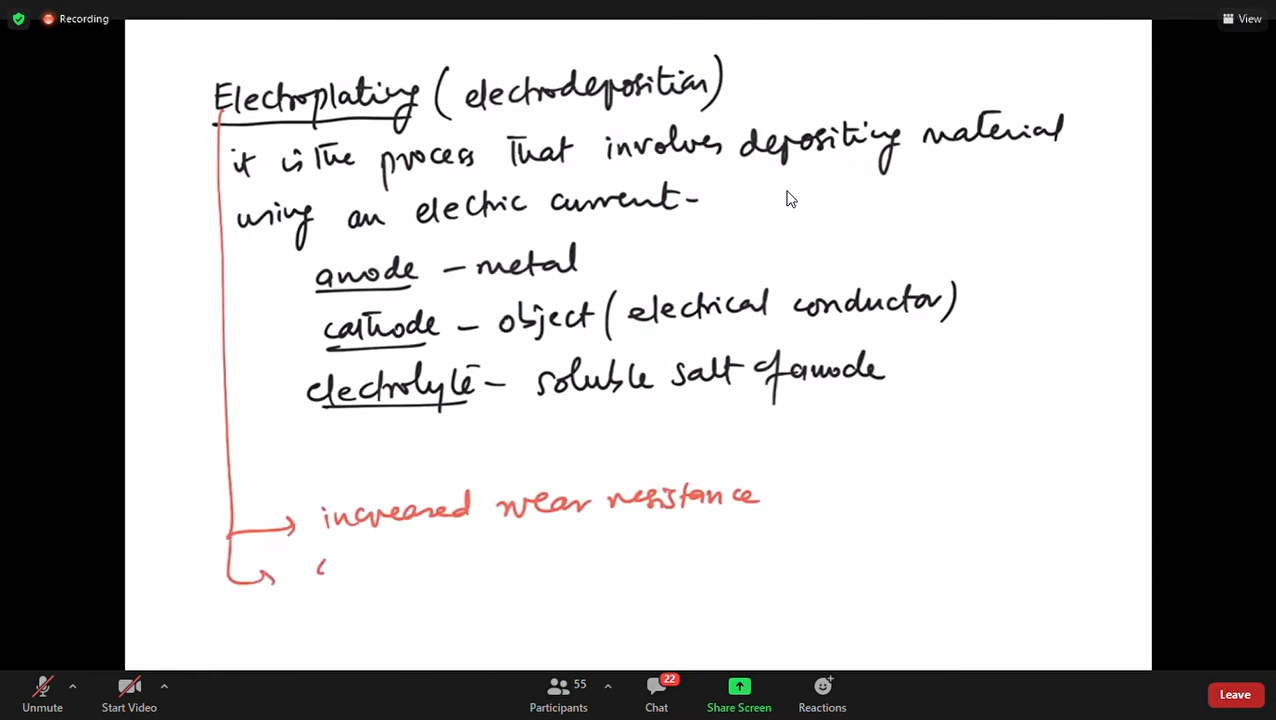 Recording
View
Electroplating (electrodeposition)
it is the process that involves depositing material
using an electric current-
anode - metal
cathode - object (electrical conductor)
electrolyte - soluble salt of anode
increased wear resistance
Unmute
Start Video
55
Participants
22
Chat
Share Screen
Reactions
Leave